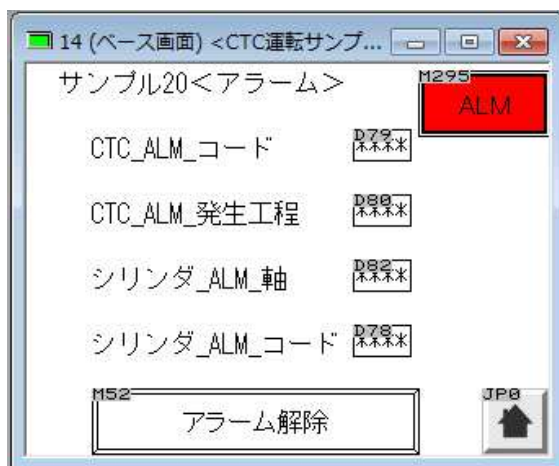 14 (ベース画面) <CTC運転サンプ...
サンプル20<アラーム>
M295
ALM
CTC_ALM_コード
D79
****
CTC_ALM_発生工程
D80
****
シリンダ_ALM_軸
D82
****
シリンダ_ALM_コード
D78
****
M52
アラーム解除
JP0